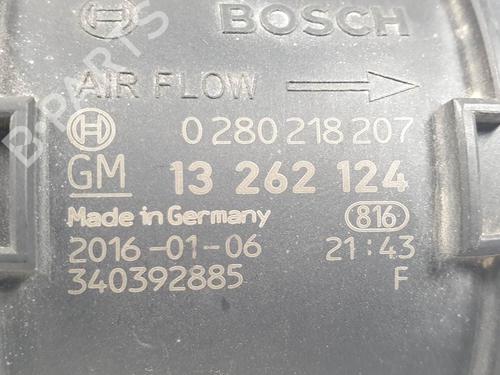 BOSCH
AIR FLOW
0 280 218 207
GM 13 262 124
Made in Germany 816
2016-01-06 21:43
340392885 F
B-PARTS